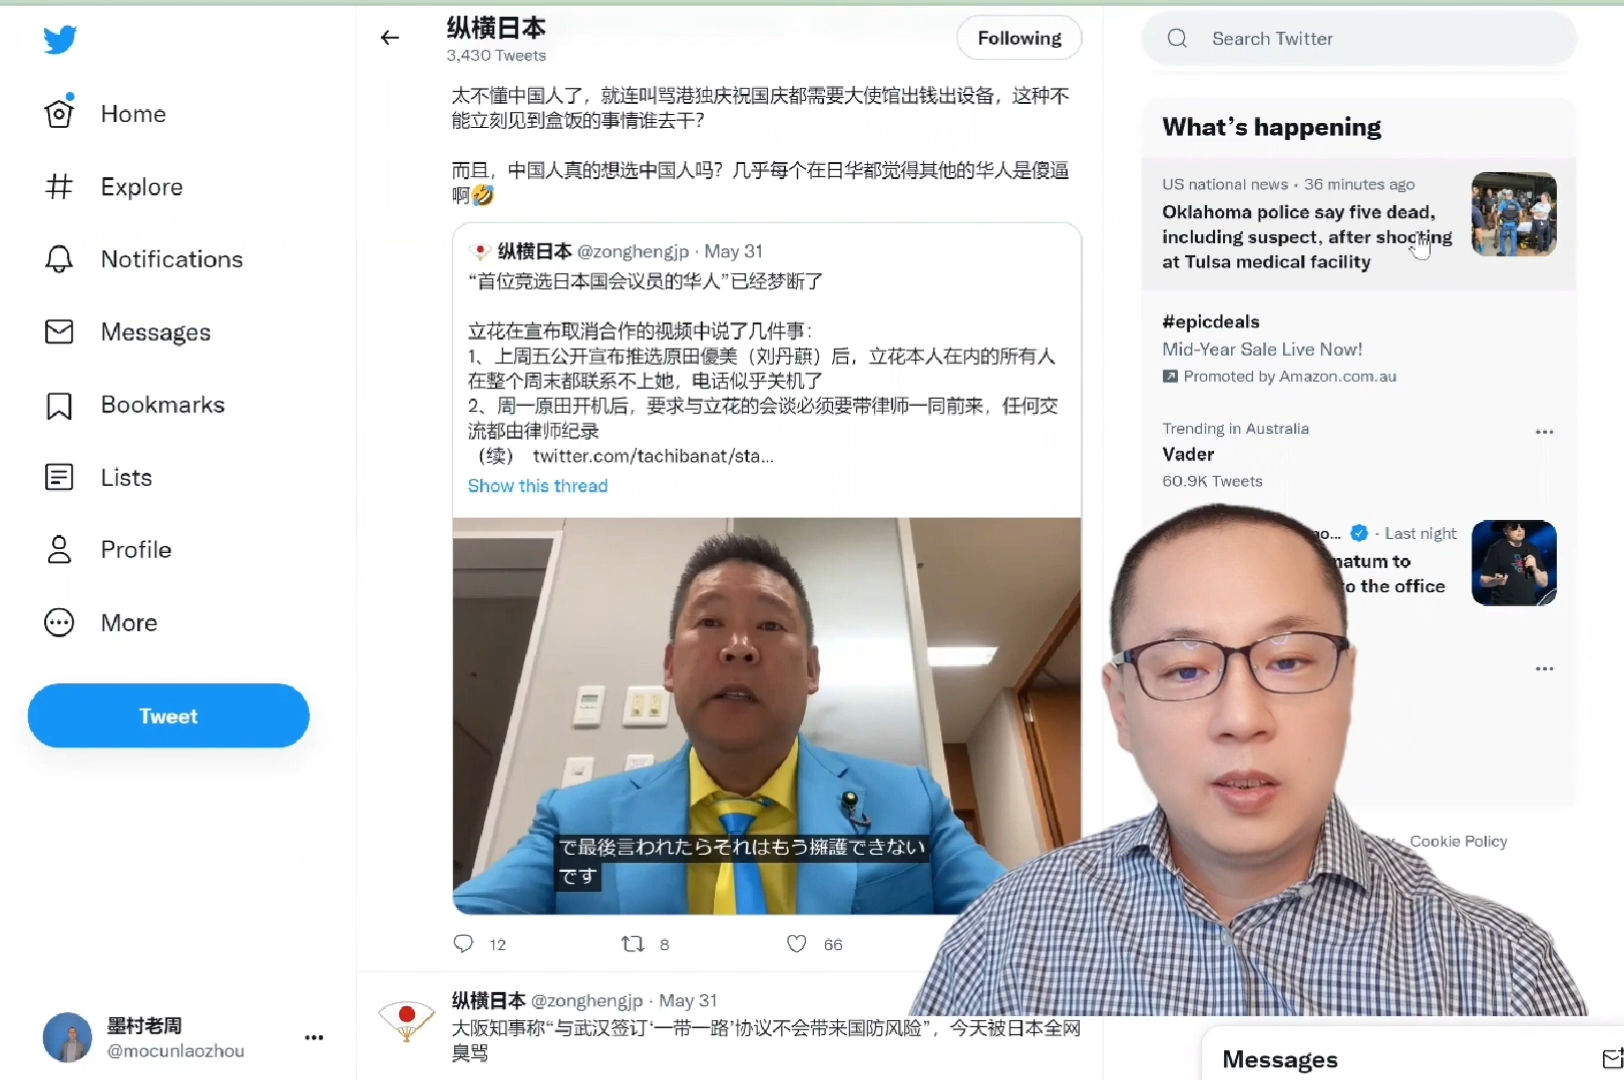 Home
Explore
Notifications
Messages
Bookmarks
Lists
Profile
More
Tweet
墨村老周
@mocunlaozhou
纵横日本
3,430 Tweets
Following
太不懂中国人了，就连叫骂港独庆祝国庆都需要大使馆出钱出设备，这种不
能立刻见到盒饭的事情谁去干？
而且，中国人真的想选中国人吗？几乎每个在日华都觉得其他的华人是傻逼
啊🤣
纵横日本 @zonghengjp · May 31
“首位竞选日本国会议员的华人”已经梦断了
立花在宣布取消合作的视频中说了几件事：
1、上周五公开宣布推选原田優美（刘丹蕻）后，立花本人在内的所有人
在整个周末都联系不上她，电话似乎关机了
2、周一原田开机后，要求与立花的会谈必须要带律师一同前来，任何交
流都由律师纪录
（续） twitter.com/tachibanat/sta...
Show this thread
で最後言われたらそれはもう擁護できない
です
12
8
66
纵横日本 @zonghengjp · May 31
大阪知事称“与武汉签订‘一带一路’协议不会带来国防风险”，今天被日本全网
臭骂
Search Twitter
What’s happening
US national news · 36 minutes ago
Oklahoma police say five dead,
including suspect, after shooting
at Tulsa medical facility
#epicdeals
Mid-Year Sale Live Now!
Promoted by Amazon.com.au
Trending in Australia
Vader
60.9K Tweets
· Last night
to
the office
Cookie Policy
Messages